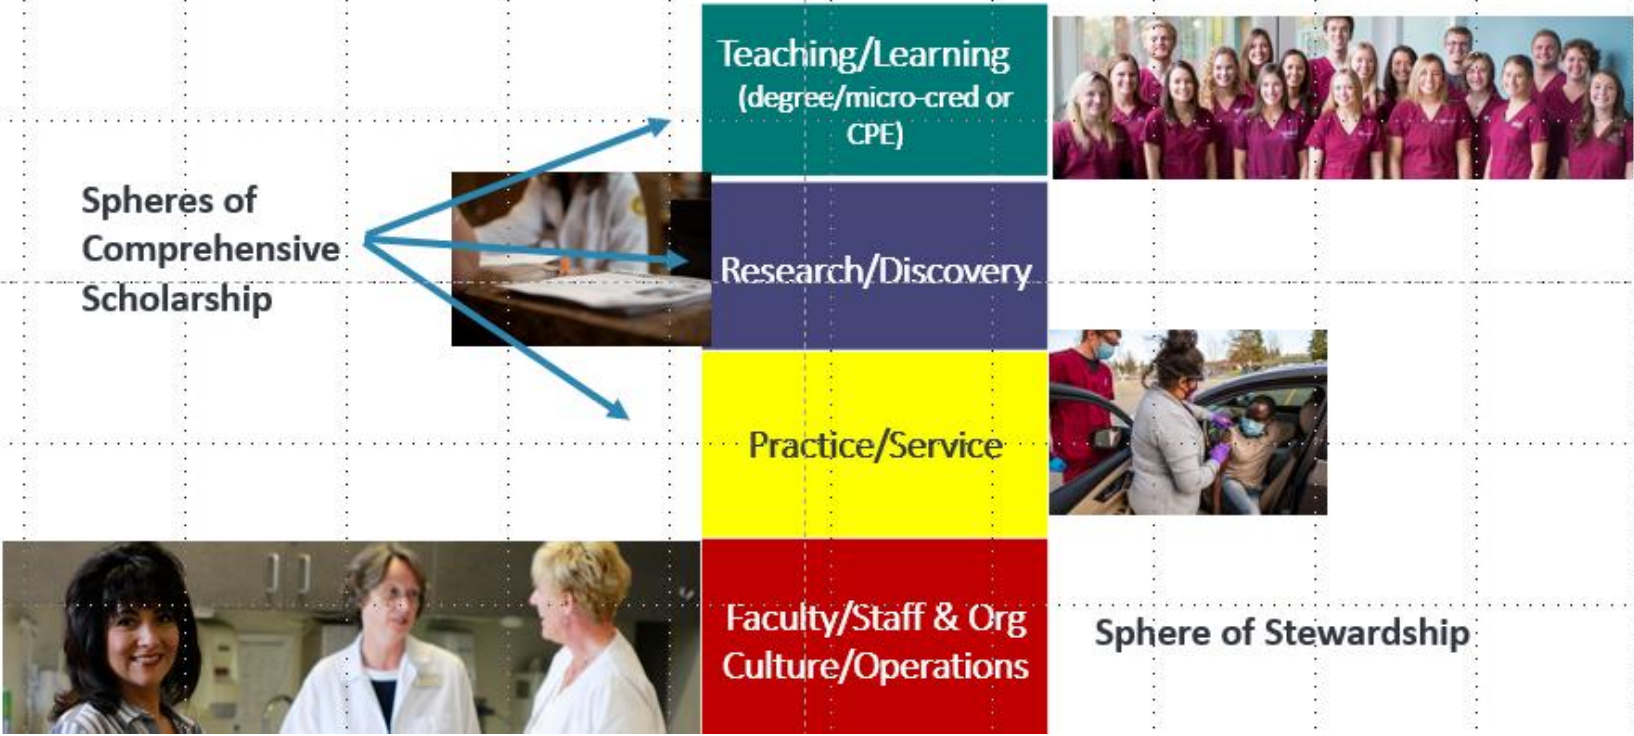 Teaching/Learning
(degree/micro-cred or
CPE)
Spheres of
Comprehensive
Scholarship
Research/Discovery
Practice/Service
Faculty/Staff & Org
Culture/Operations
Sphere of Stewardship